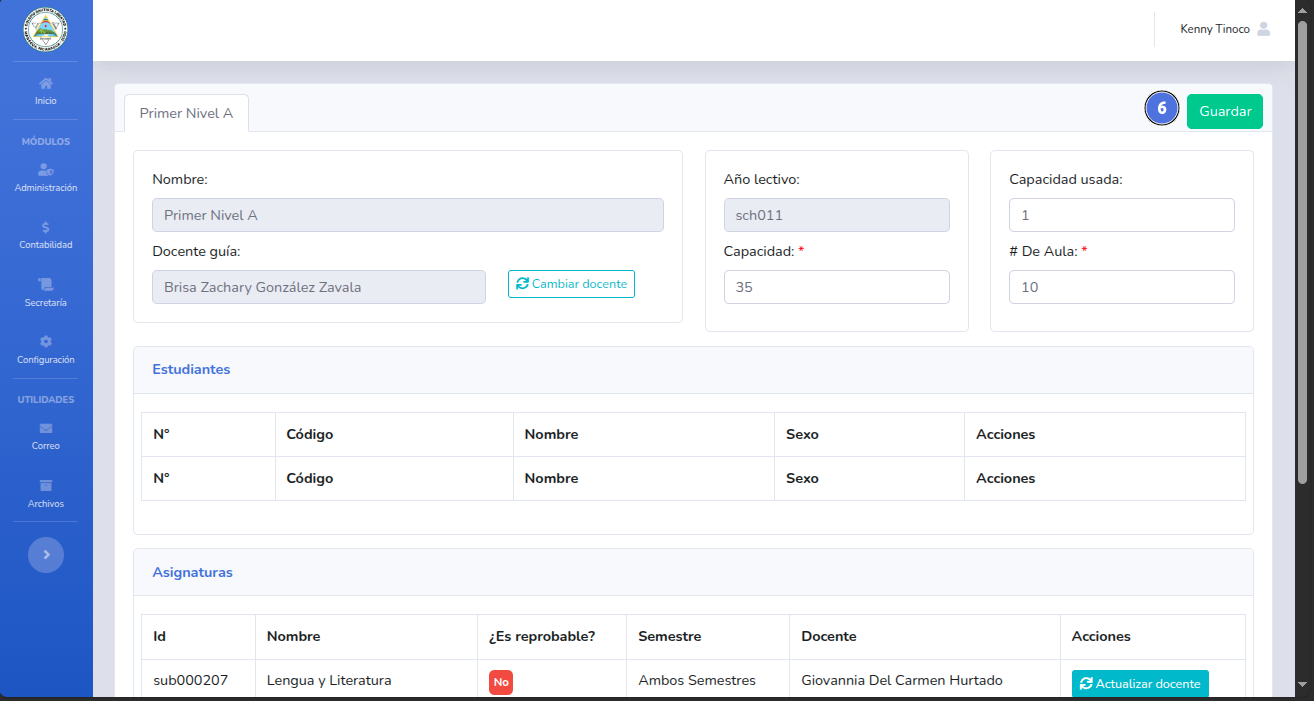 Kenny Tinoco
Inicio
MÓDULOS
Administración
Contabilidad
Secretaría
Configuración
UTILIDADES
Correo
Archivos
Primer Nivel A
6
Guardar
Nombre:
Primer Nivel A
Docente guía:
Brisa Zachary González Zavala
Cambiar docente
Año lectivo:
sch011
Capacidad: *
35
Capacidad usada:
1
# De Aula: *
10
Estudiantes
N° Código Nombre Sexo Acciones
N° Código Nombre Sexo Acciones
Asignaturas
Id Nombre ¿Es reprobable? Semestre Docente Acciones
sub000207 Lengua y Literatura No Ambos Semestres Giovannia Del Carmen Hurtado Actualizar docente